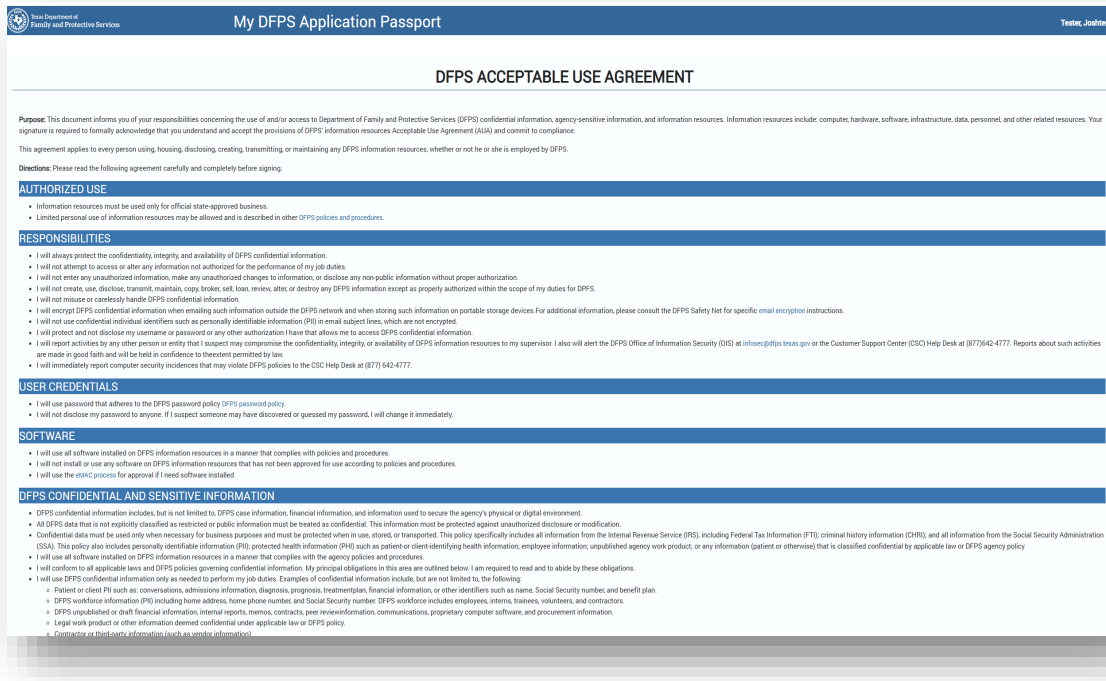 Texas Department of
Family and Protective Services
My DFPS Application Passport
Tester, Joshte
DFPS ACCEPTABLE USE AGREEMENT
Purpose: This document informs you of your responsibilities concerning the use of and/or access to Department of Family and Protective Services (DFPS) confidential information, agency-sensitive information, and information resources. Information resources include: computer, hardware, software, infrastructure, data, personnel, and other related resources. Your
signature is required to formally acknowledge that you understand and accept the provisions of DFPS' information resources Acceptable Use Agreement (AUA) and commit to compliance.
This agreement applies to every person using, housing, disclosing, creating, transmitting, or maintaining any DFPS information resources, whether or not he or she is employed by DFPS.
Directions: Please read the following agreement carefully and completely before signing.
AUTHORIZED USE
• Information resources must be used only for official state-approved business.
• Limited personal use of information resources may be allowed and is described in other DFPS policies and procedures.
RESPONSIBILITIES
• I will always protect the confidentiality, integrity, and availability of DFPS confidential information.
• I will not attempt to access or alter any information not authorized for the performance of my job duties.
• I will not enter any unauthorized information, make any unauthorized changes to information, or disclose any non-public information without proper authorization.
• I will not create, use, disclose, transmit, maintain, copy, broker, sell, loan, review, alter, or destroy any DFPS information except as properly authorized within the scope of my duties for DPFS.
• I will not misuse or carelessly handle DFPS confidential information.
• I will encrypt DFPS confidential information when emailing such information outside the DFPS network and when storing such information on portable storage devices.For additional information, please consult the DFPS Safety Net for specific email encryption instructions.
• I will not use confidential individual identifiers such as personally identifiable information (PII) in email subject lines, which are not encrypted.
• I will protect and not disclose my username or password or any other authorization I have that allows me to access DFPS confidential information.
• I will report activities by any other person or entity that I suspect may compromise the confidentiality, integrity, or availability of DFPS information resources to my supervisor. I also will alert the DFPS Office of Information Security (OIS) at infosec@dfps.texas.gov or the Customer Support Center (CSC) Help Desk at (877)642-4777. Reports about such activities
are made in good faith and will be held in confidence to theextent permitted by law.
• I will immediately report computer security incidences that may violate DFPS policies to the CSC Help Desk at (877) 642-4777.
USER CREDENTIALS
• I will use password that adheres to the DFPS password policy DFPS password policy.
• I will not disclose my password to anyone. If I suspect someone may have discovered or guessed my password, I will change it immediately.
SOFTWARE
• I will use all software installed on DFPS information resources in a manner that complies with policies and procedures.
• I will not install or use any software on DFPS information resources that has not been approved for use according to policies and procedures.
• I will use the eMAC process for approval if I need software installed
DFPS CONFIDENTIAL AND SENSITIVE INFORMATION
• DFPS confidential information includes, but is not limited to, DFPS case information, financial information, and information used to secure the agency's physical or digital environment.
• All DFPS data that is not explicitly classified as restricted or public information must be treated as confidential. This information must be protected against unauthorized disclosure or modification.
• Confidential data must be used only when necessary for business purposes and must be protected when in use, stored, or transported. This policy specifically includes all information from the Internal Revenue Service (IRS), including Federal Tax Information (FTI); criminal history information (CHRI); and all information from the Social Security Administration
(SSA). This policy also includes personally identifiable information (PII); protected health information (PHI) such as patient-or client-identifying health information; employee information; unpublished agency work product; or any information (patient or otherwise) that is classified confidential by applicable law or DFPS agency policy
• I will use all software installed on DFPS information resources in a manner that complies with the agency policies and procedures.
• I will conform to all applicable laws and DFPS policies governing confidential information. My principal obligations in this area are outlined below. I am required to read and to abide by these obligations.
• I will use DFPS confidential information only as needed to perform my job duties. Examples of confidential information include, but are not limited to, the following:
◦ Patient or client PII such as: conversations, admissions information, diagnosis, prognosis, treatmentplan, financial information, or other identifiers such as name, Social Security number, and benefit plan.
◦ DFPS workforce information (PII) including home address, home phone number, and Social Security number. DFPS workforce includes employees, interns, trainees, volunteers, and contractors.
◦ DFPS unpublished or draft financial information, internal reports, memos, contracts, peer reviewinformation, communications, proprietary computer software, and procurement information.
◦ Legal work product or other information deemed confidential under applicable law or DFPS policy.
◦ Contractor or third-party information (such as vendor information)